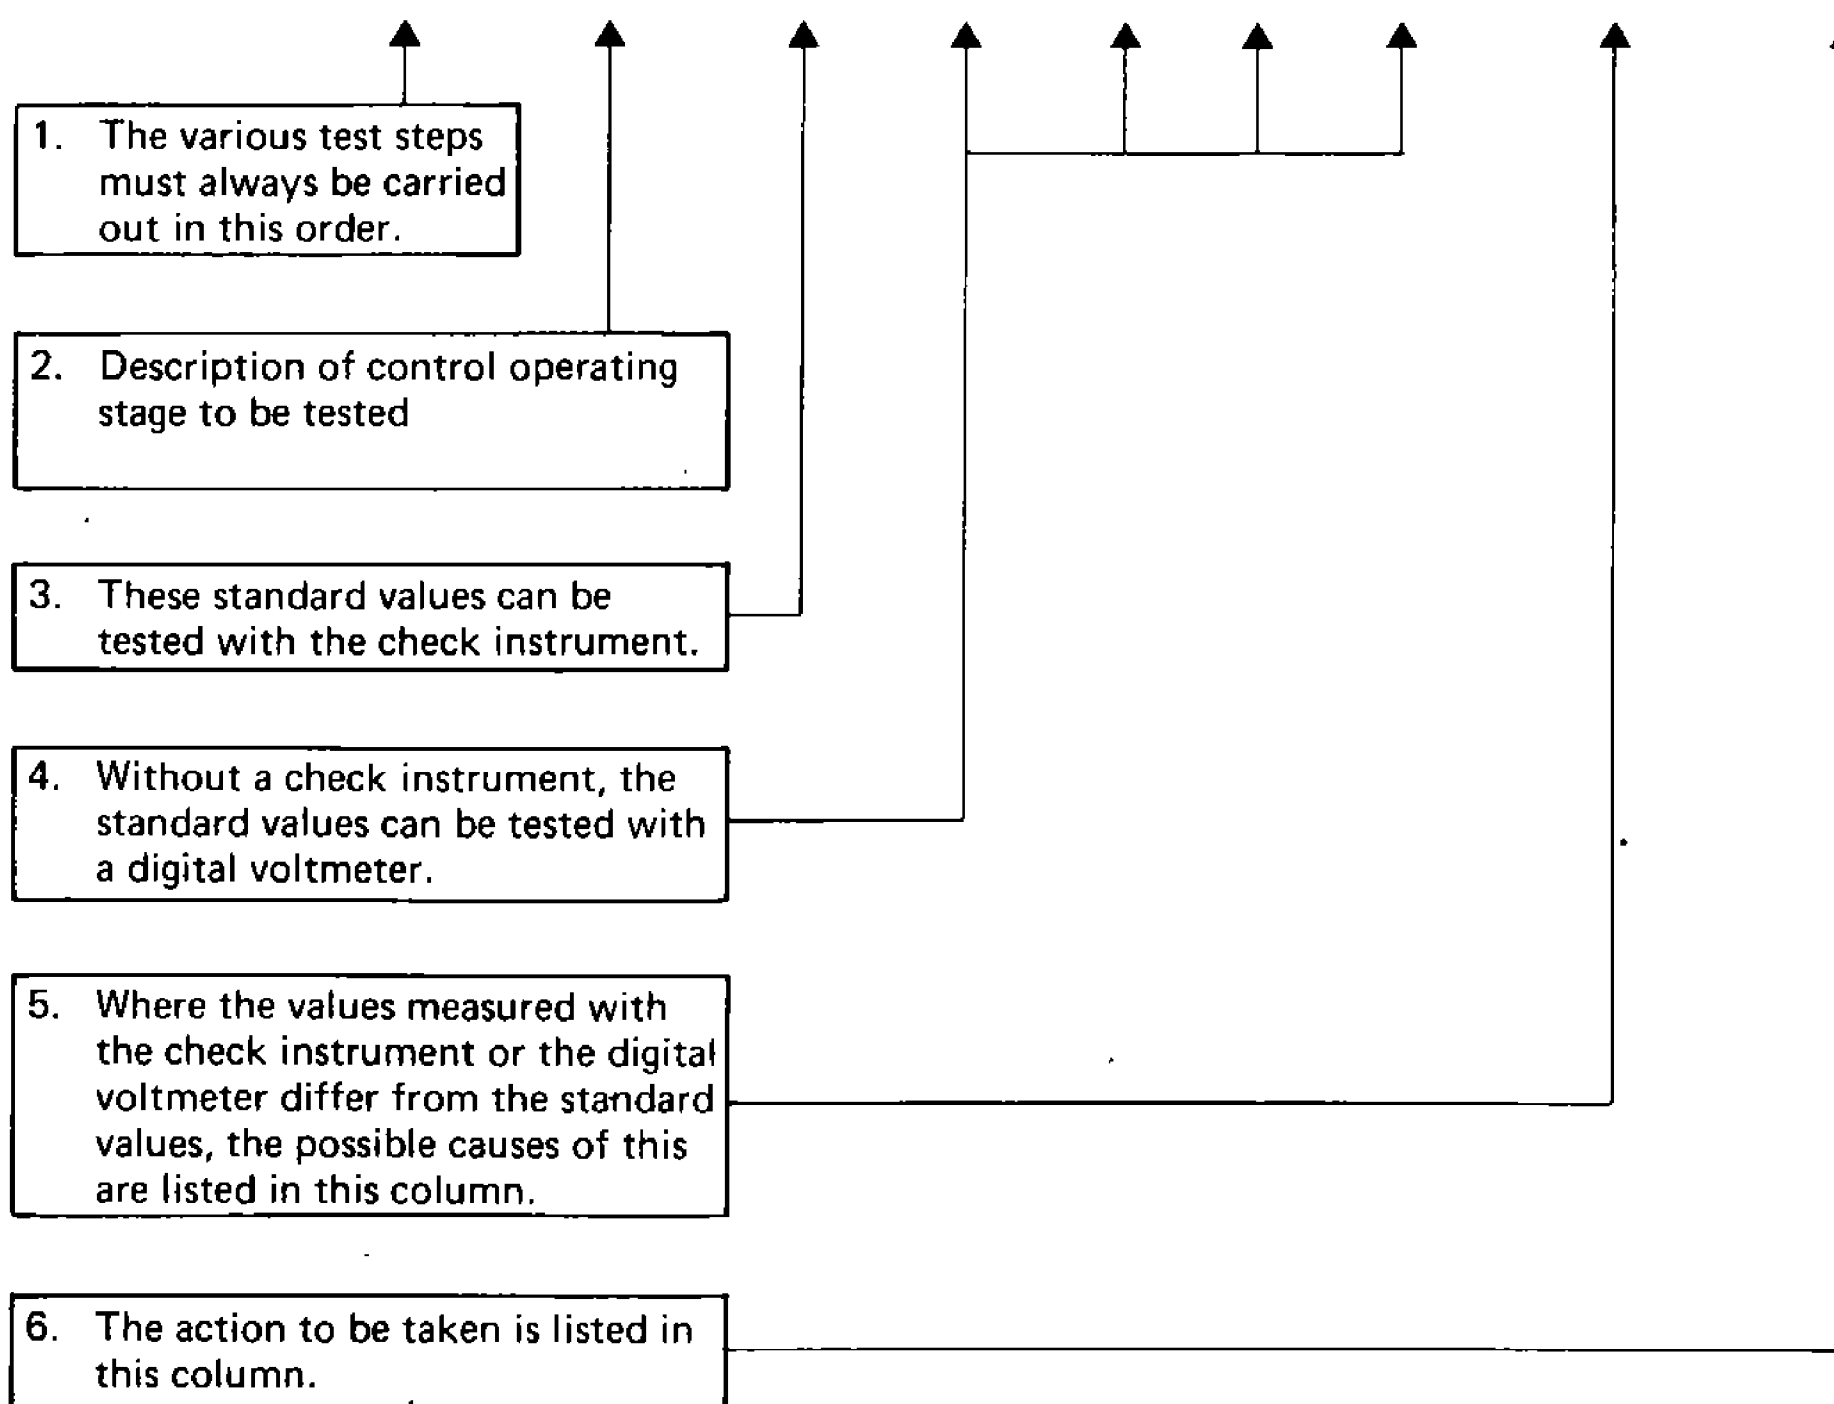 1. The various test steps
must always be carried
out in this order.
2. Description of control operating
stage to be tested
3. These standard values can be
tested with the check instrument.
4. Without a check instrument, the
standard values can be tested with
a digital voltmeter.
5. Where the values measured with
the check instrument or the digital
voltmeter differ from the standard
values, the possible causes of this
are listed in this column.
6. The action to be taken is listed in
this column.